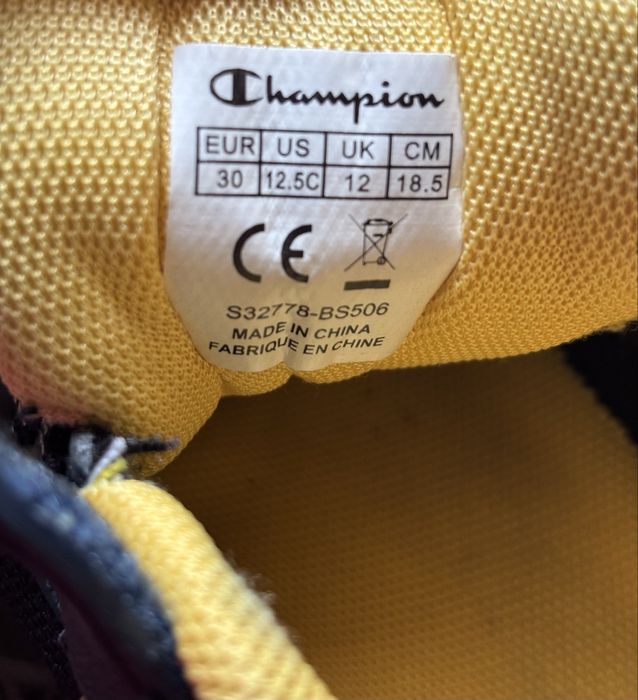 Champion
EUR US UK CM
30 12.5C 12 18.5
CE
S32778-BS506
MADE IN CHINA
FABRIQUE EN CHINE